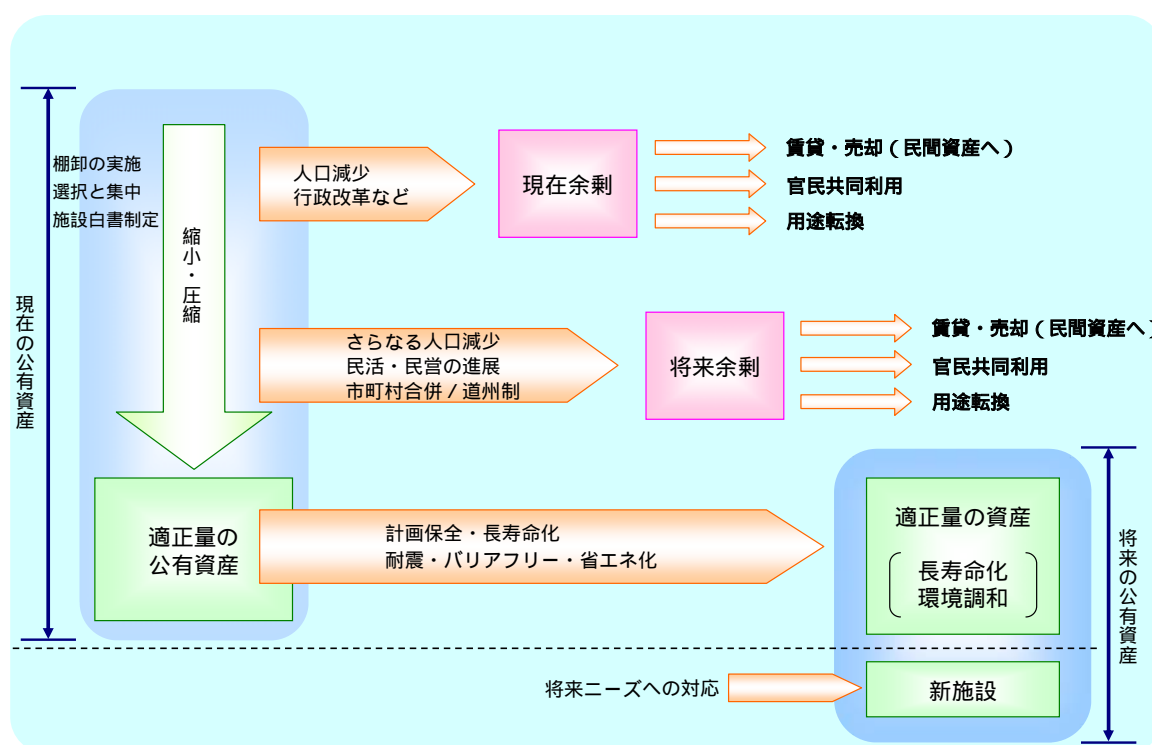 現在の公有資産
棚卸の実施
選択と集中
施設白書制定
縮小・圧縮
人口減少
行政改革など
現在余剰
賃貸・売却(民間資産へ)
官民共同利用
用途転換
さらなる人口減少
民活・民営の進展
市町村合併/道州制
将来余剰
賃貸・売却(民間資産へ)
官民共同利用
用途転換
適正量の
公有資産
計画保全・長寿命化
耐震・バリアフリー・省エネ化
適正量の資産
長寿命化
環境調和
将来の公有資産
将来ニーズへの対応
新施設